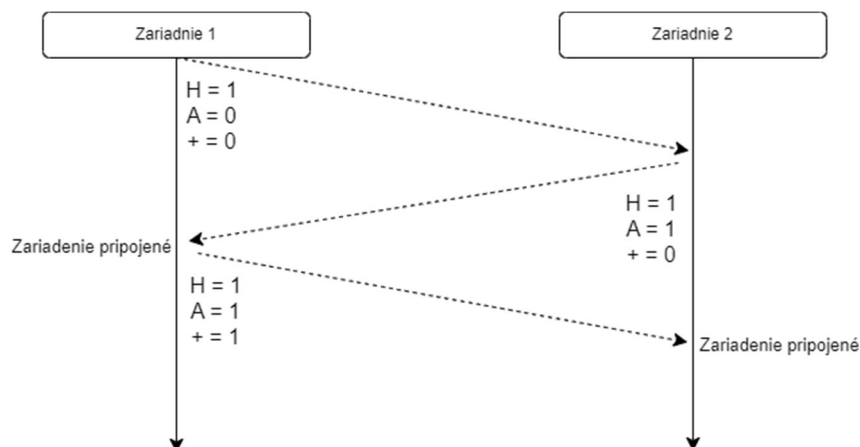 Zariadnie 1
Zariadnie 2
H = 1
A = 0
+ = 0
H = 1
A = 1
+ = 0
Zariadenie pripojené
H = 1
A = 1
+ = 1
Zariadenie pripojené